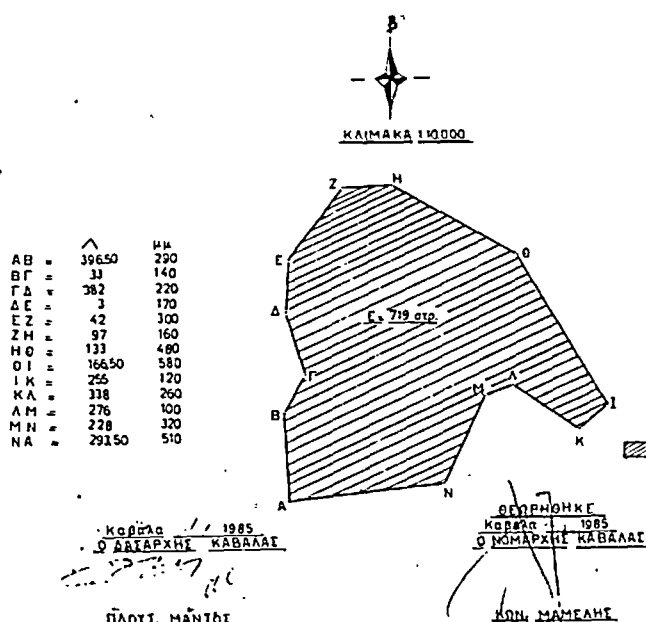 Β
ΚΛΙΜΑΚΑ 1:10.000
Ζ Η
Ε Θ
Δ
Ε= 719 στρ.
Γ
Β
Μ Λ
Ι
Κ
Α Ν
Λ μμ
ΑΒ = 396.50 290
ΒΓ = 33 140
ΓΔ = 382 220
ΔΕ = 3 170
ΕΖ = 42 300
ΖΗ = 97 160
ΗΘ = 133 480
ΘΙ = 166.50 580
ΙΚ = 255 120
ΚΛ = 338 260
ΛΜ = 276 100
ΜΝ = 228 320
ΝΑ = 293.50 510
Καβάλα 1985
Ο ΔΑΣΑΡΧΗΣ ΚΑΒΑΛΑΣ
ΠΛΟΥΣ. ΜΑΝΤΟΣ
ΘΕΩΡΗΘΗΚΕ
Καβάλα 1985
Ο ΝΟΜΑΡΧΗΣ ΚΑΒΑΛΑΣ
ΚΩΝ. ΜΑΜΕΛΗΣ